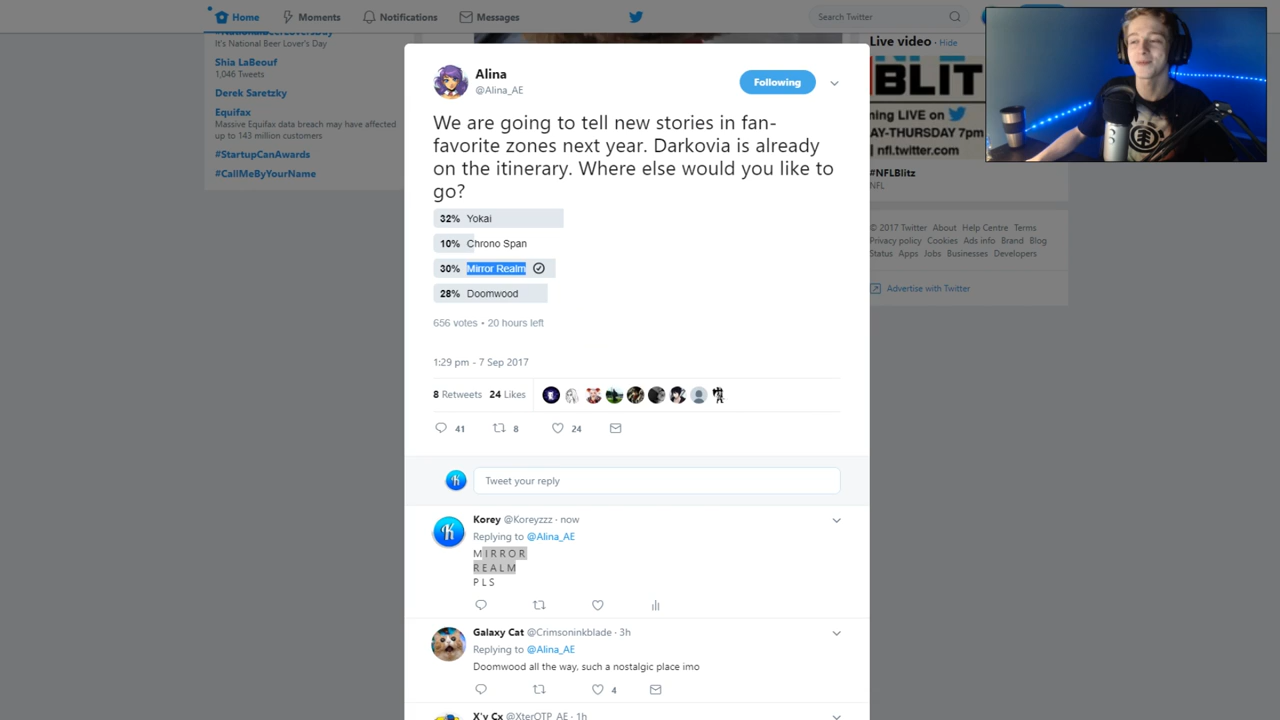 Home
Moments
Notifications
Messages
Search Twitter
#NationalBeerLoversDay
It's National Beer Lover's Day
Shia LaBeouf
1,046 Tweets
Derek Saretzky
Equifax
Massive Equifax data breach may have affected
up to 143 million customers
#StartupCanAwards
#CallMeByYourName
Alina
@Alina_AE
Following
We are going to tell new stories in fan-
favorite zones next year. Darkovia is already
on the itinerary. Where else would you like to
go?
32% Yokai
10% Chrono Span
30% Mirror Realm
28% Doomwood
656 votes • 20 hours left
1:29 pm - 7 Sep 2017
8 Retweets 24 Likes
41 8 24
Tweet your reply
Korey @Koreyzzz · now
Replying to @Alina_AE
M I R R O R
R E A L M
P L S
Galaxy Cat @Crimsoninkblade · 3h
Replying to @Alina_AE
Doomwood all the way, such a nostalgic place imo
4
X'v Cx @XterOTP_AE · 1h
Live video · Hide
BLIT
ming LIVE on
AY-THURSDAY 7pm
nfl.twitter.com
#NFLBlitz
NFL
© 2017 Twitter About Help Centre Terms
Privacy policy Cookies Ads info Brand Blog
Status Apps Jobs Businesses Developers
Advertise with Twitter